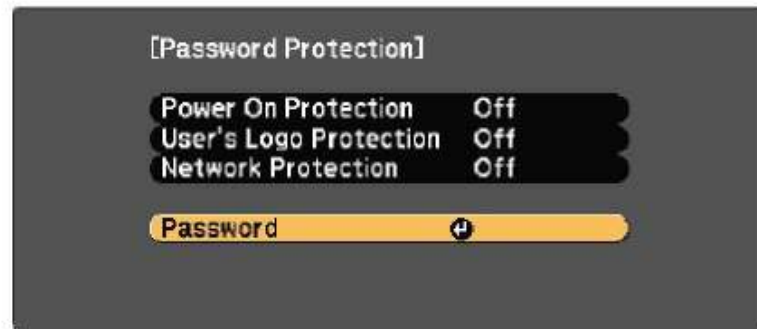 [Password Protection]
Power On Protection Off
User's Logo Protection Off
Network Protection Off
Password